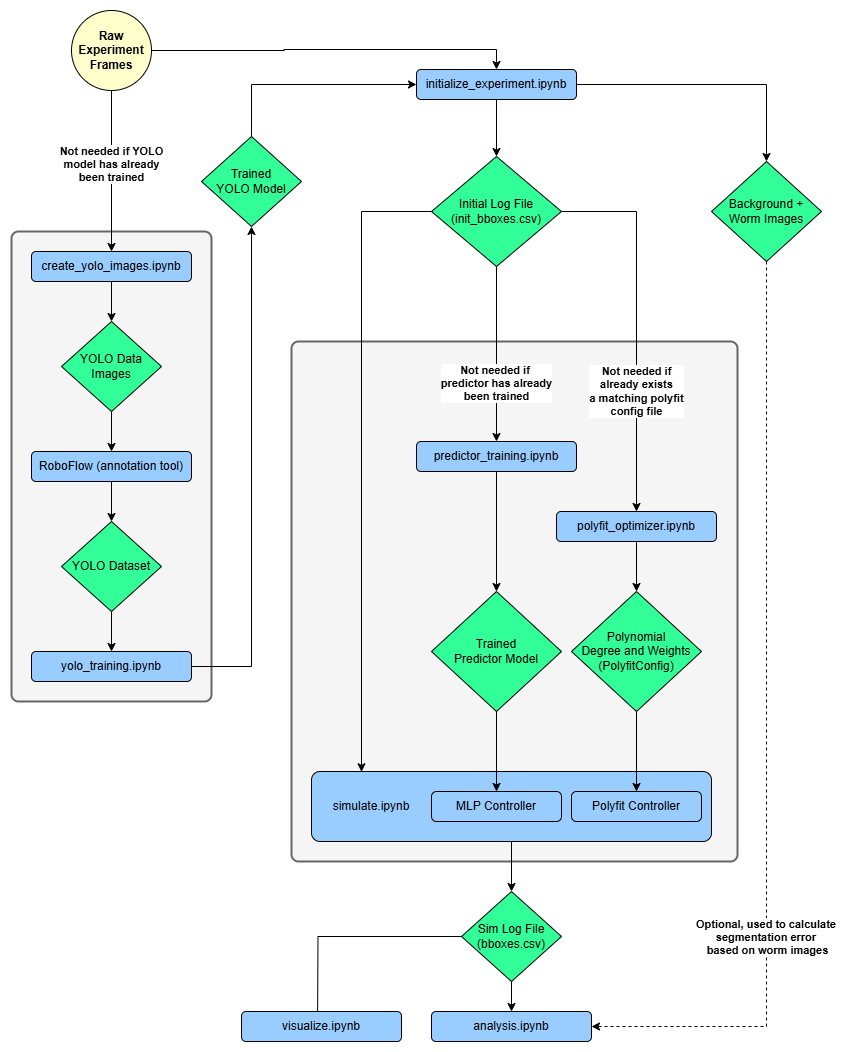 Raw
Experiment
Frames
initialize_experiment.ipynb
Not needed if YOLO
model has already
been trained
Trained
YOLO Model
Initial Log File
(init_bboxes.csv)
Background +
Worm Images
create_yolo_images.ipynb
YOLO Data
Images
RoboFlow (annotation tool)
YOLO Dataset
yolo_training.ipynb
Not needed if
predictor has already
been trained
Not needed if
already exists
a matching polyfit
config file
predictor_training.ipynb
polyfit_optimizer.ipynb
Trained
Predictor Model
Polynomial
Degree and Weights
(PolyfitConfig)
simulate.ipynb
MLP Controller
Polyfit Controller
Sim Log File
(bboxes.csv)
Optional, used to calculate
segmentation error
based on worm images
visualize.ipynb
analysis.ipynb